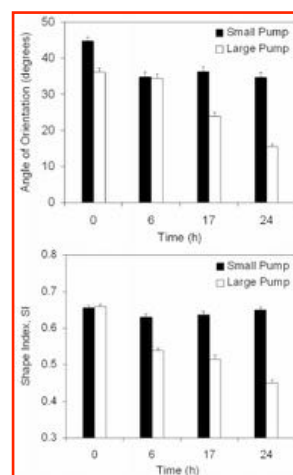 50
40
30
20
10
0
Angle of Orientation (degrees)
Small Pump
Large Pump
0 6 17 24
Time (h)
0.8
0.7
0.6
0.5
0.4
0.3
Shape Index, SI
Small Pump
Large Pump
0 6 17 24
Time (h)